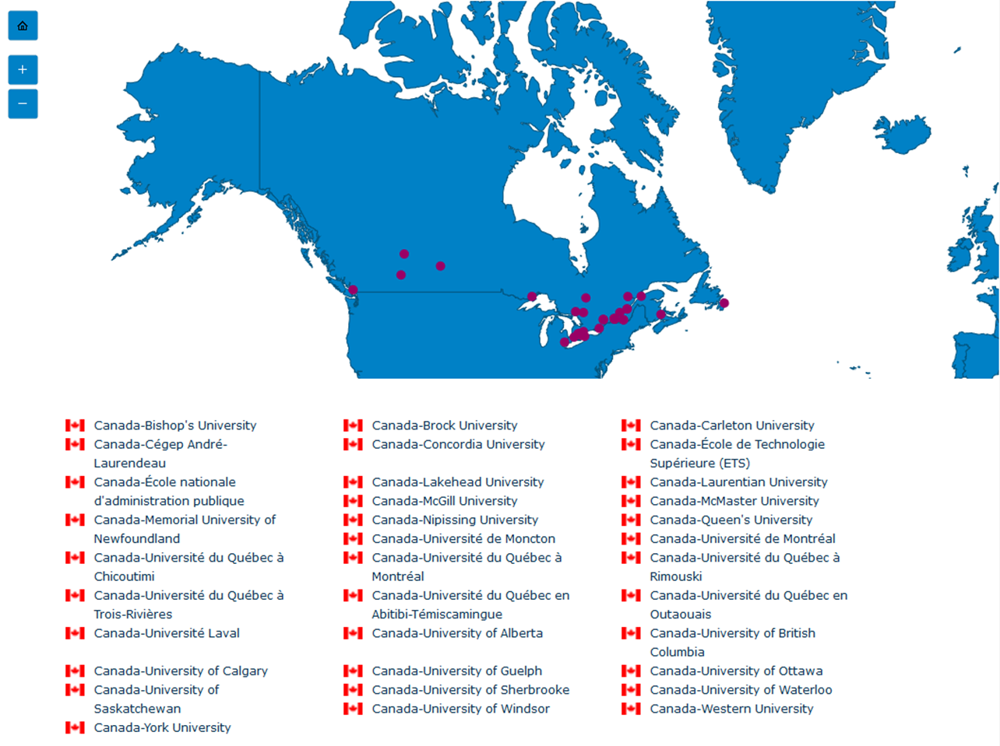 +
−
Canada-Bishop's University
Canada-Brock University
Canada-Carleton University
Canada-Cégep André-
Laurendeau
Canada-Concordia University
Canada-École de Technologie
Supérieure (ETS)
Canada-École nationale
d'administration publique
Canada-Lakehead University
Canada-Laurentian University
Canada-McGill University
Canada-McMaster University
Canada-Memorial University of
Newfoundland
Canada-Nipissing University
Canada-Queen's University
Canada-Université de Moncton
Canada-Université de Montréal
Canada-Université du Québec à
Chicoutimi
Canada-Université du Québec à
Montréal
Canada-Université du Québec à
Rimouski
Canada-Université du Québec à
Trois-Rivières
Canada-Université du Québec en
Abitibi-Témiscamingue
Canada-Université du Québec en
Outaouais
Canada-Université Laval
Canada-University of Alberta
Canada-University of British
Columbia
Canada-University of Calgary
Canada-University of Guelph
Canada-University of Ottawa
Canada-University of
Saskatchewan
Canada-University of Sherbrooke
Canada-University of Waterloo
Canada-University of Windsor
Canada-Western University
Canada-York University